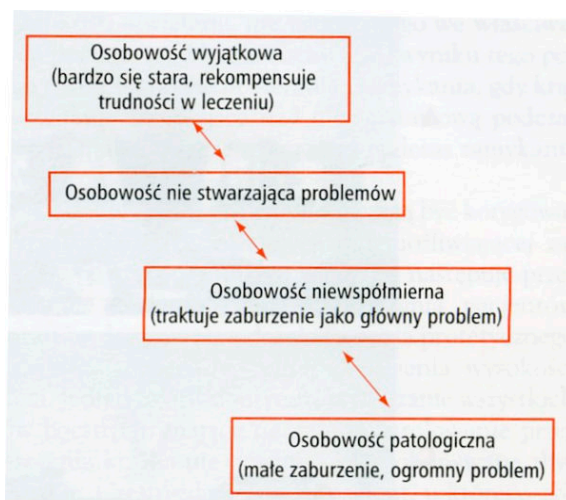 Osobowość wyjątkowa
(bardzo się stara, rekompensuje
trudności w leczeniu)
Osobowość nie stwarzająca problemów
Osobowość niewspółmierna
(traktuje zaburzenie jako główny problem)
Osobowość patologiczna
(małe zaburzenie, ogromny problem)